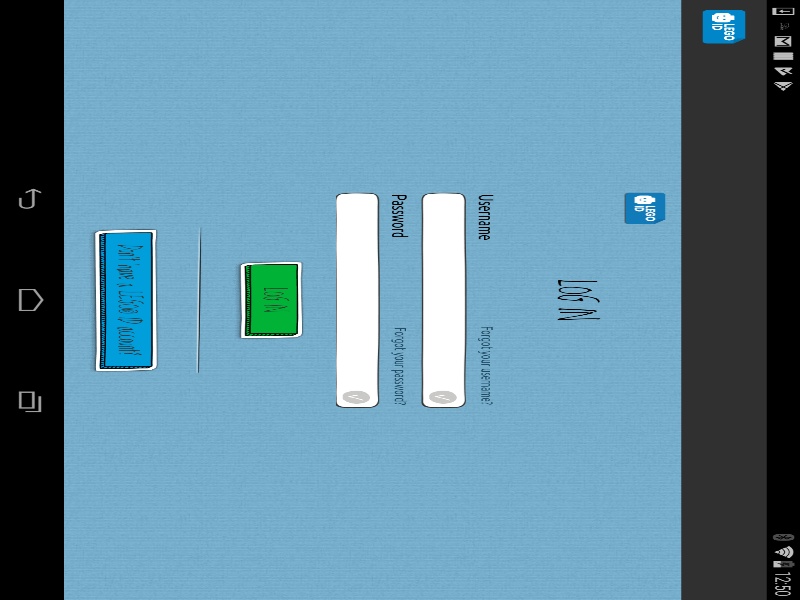 12:50
LEGO
ID
LEGO
ID
LOG IN
Username
Forgot your username?
Password
Forgot your password?
LOG IN
Don't have a LEGO® ID account?